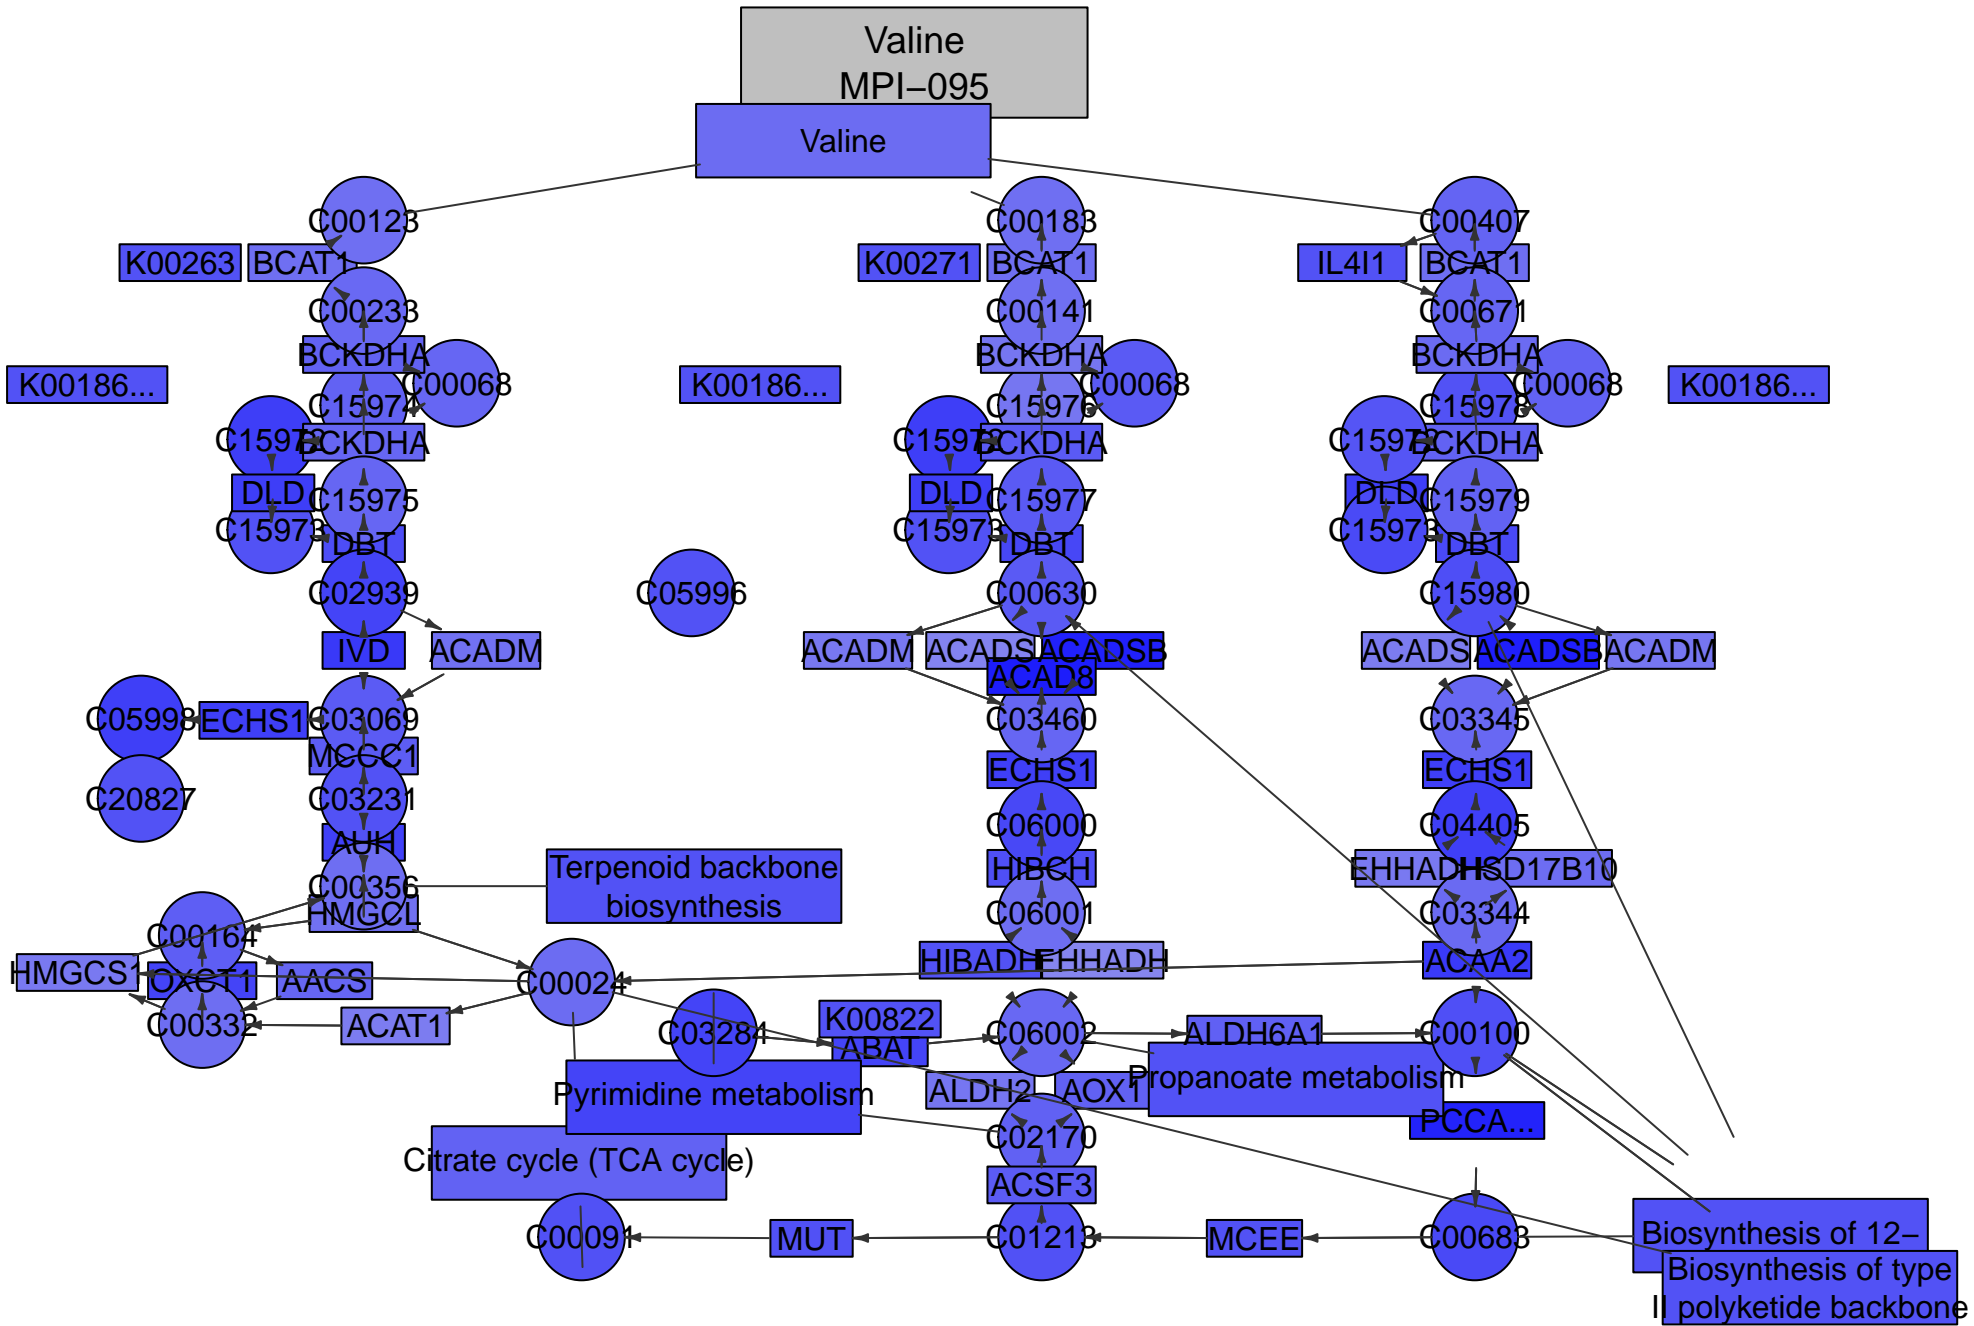 Valine
MPI−095
Valine
C00123
C00183
C00407
K00263
BCAT1
K00271
BCAT1
IL4I1
BCAT1
C00233
C00141
C00671
BCKDHA
BCKDHA
BCKDHA
K00186...
C00068
K00186...
C00068
C00068
K00186...
C15974
C15976
C15978
C15972
BCKDHA
C15972
BCKDHA
C15972
BCKDHA
DLD
C15975
DLD
C15977
DLD
C15979
C15973
DBT
C15973
DBT
C15973
DBT
C02939
C05996
C00630
C15980
IVD
ACADM
ACADM
ACADS
ACADSB
ACADS
ACADSB
ACADM
ACAD8
C05998
ECHS1
C03069
C03460
C03345
MCCC1
ECHS1
ECHS1
C20827
C03231
C06000
C04405
AUH
Terpenoid backbone
biosynthesis
HIBCH
EHHADH
HSD17B10
C00356
HMGCL
C06001
C03344
C00164
HMGCS1
OXCT1
AACS
C00024
HIBADH
EHHADH
ACAA2
C00332
ACAT1
C03284
K00822
ABAT
C06002
ALDH6A1
C00100
Pyrimidine metabolism
ALDH2
AOX1
Propanoate metabolism
PCCA...
C02170
Citrate cycle (TCA cycle)
ACSF3
C00091
MUT
C01213
MCEE
C00683
Biosynthesis of 12−
Biosynthesis of type
II polyketide backbone